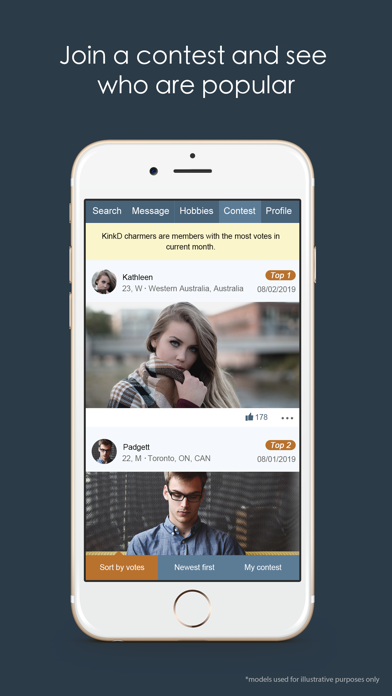 Join a contest and see
who are popular
Search Message Hobbies Contest Profile
KinkD charmers are members with the most votes in
current month.
Kathleen Top 1
23, W · Western Australia, Australia 08/02/2019
178
Padgett Top 2
22, M · Toronto, ON, CAN 08/01/2019
Sort by votes Newest first My contest
*models used for illustrative purposes only